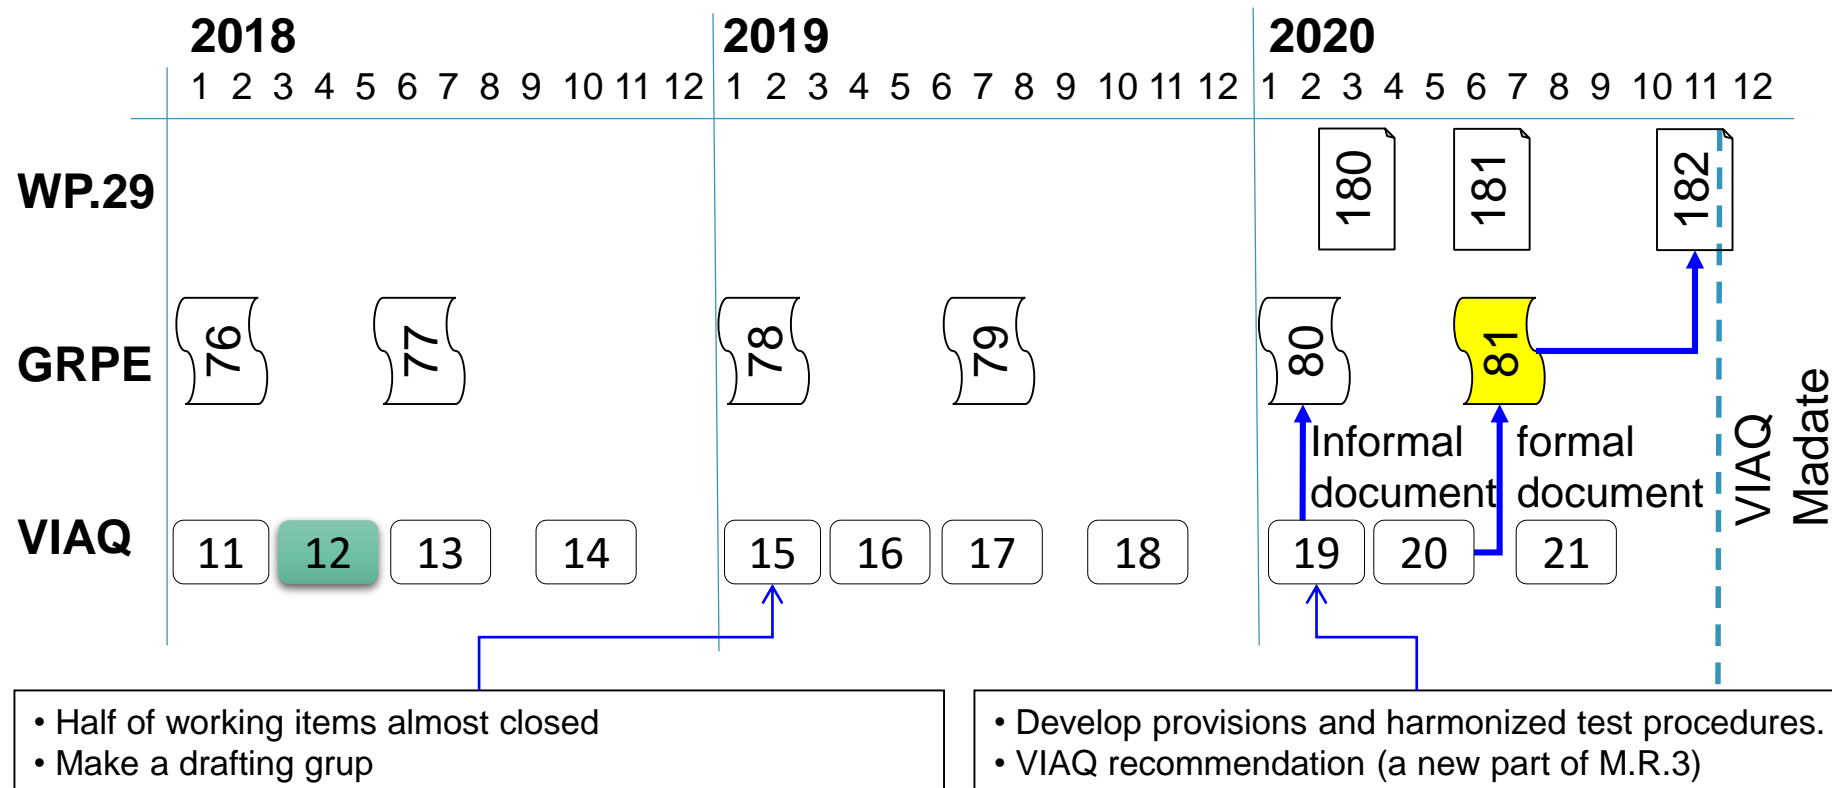 2018 2019 2020
1 2 3 4 5 6 7 8 9 10 11 12 1 2 3 4 5 6 7 8 9 10 11 12 1 2 3 4 5 6 7 8 9 10 11 12
WP.29 180 181 182
GRPE 76 77 78 79 80 81
Informal
document
formal
document
VIAQ
Madate
VIAQ 11 12 13 14 15 16 17 18 19 20 21
• Half of working items almost closed
• Make a drafting grup
• Develop provisions and harmonized test procedures.
• VIAQ recommendation (a new part of M.R.3)